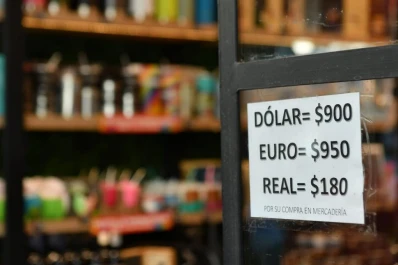 DÓLAR= $900
EURO= $950
REAL= $180
POR SU COMPRA EN MERCADERÍA